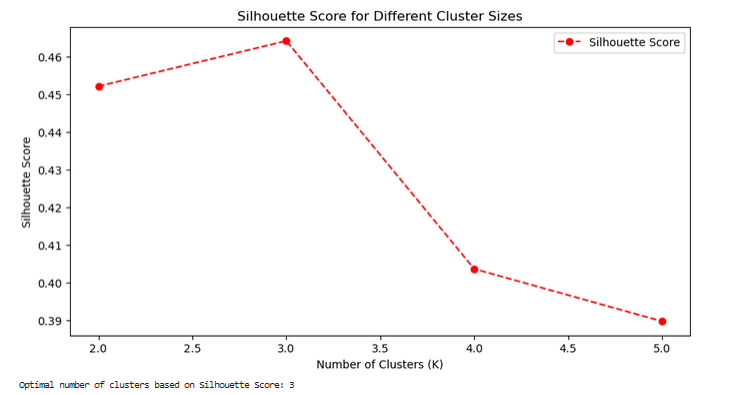 Silhouette Score for Different Cluster Sizes
Silhouette Score
0.46
0.45
0.44
0.43
0.42
0.41
0.40
0.39
Silhouette Score
2.0 2.5 3.0 3.5 4.0 4.5 5.0
Number of Clusters (K)
Optimal number of clusters based on Silhouette Score: 3